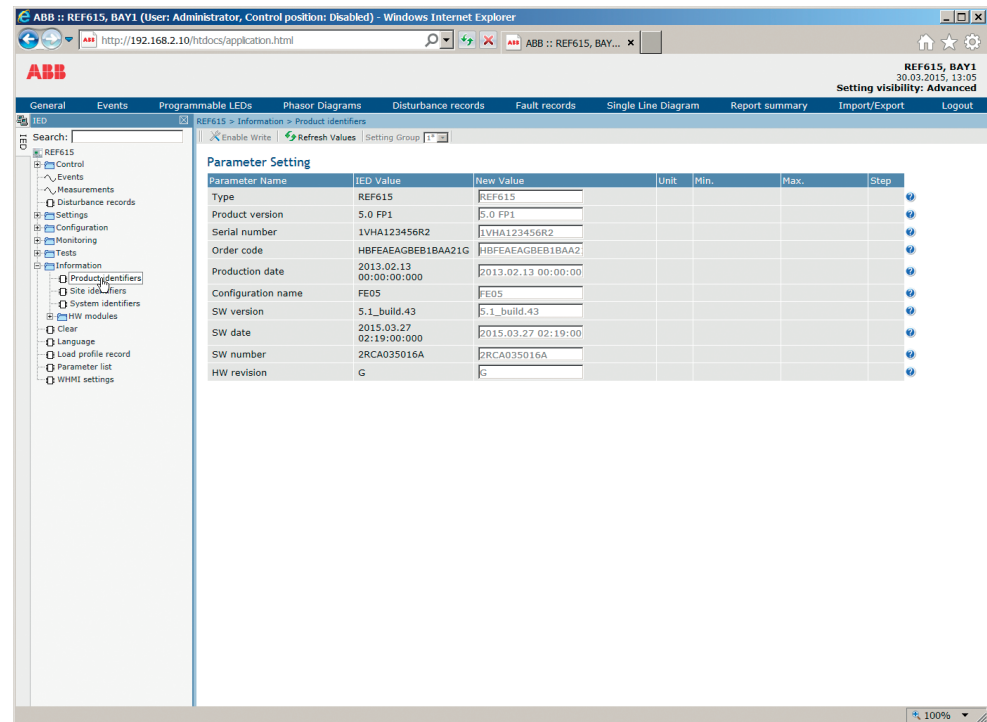 ABB :: REF615, BAY1 (User: Administrator, Control position: Disabled) - Windows Internet Explorer
http://192.168.2.10/htdocs/application.html
ABB :: REF615, BAY...
ABB
REF615, BAY1
30.03.2015, 13:05
Setting visibility: Advanced
General Events Programmable LEDs Phasor Diagrams Disturbance records Fault records Single Line Diagram Report summary Import/Export Logout
IED
IED
Search:
REF615
Control
Events
Measurements
Disturbance records
Settings
Configuration
Monitoring
Tests
Information
Product identifiers
Site identifiers
System identifiers
HW modules
Clear
Language
Load profile record
Parameter list
WHMI settings
REF615 > Information > Product identifiers
Enable Write Refresh Values Setting Group 1*
Parameter Setting
Parameter Name IED Value New Value Unit Min. Max. Step
Type REF615 REF615
Product version 5.0 FP1 5.0 FP1
Serial number 1VHA123456R2 1VHA123456R2
Order code HBFEAEAGBEB1BAA21G HBFEAEAGBEB1BAA2
Production date 2013.02.13 00:00:00:000 2013.02.13 00:00:00
Configuration name FE05 FE05
SW version 5.1_build.43 5.1_build.43
SW date 2015.03.27 02:19:00:000 2015.03.27 02:19:00
SW number 2RCA035016A 2RCA035016A
HW revision G G
100%